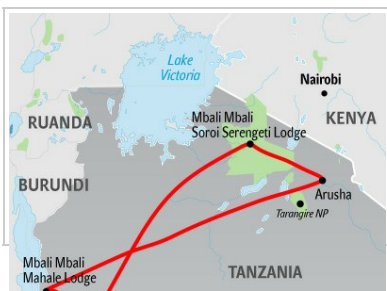 Lake
Victoria
Nairobi
Mbali Mbali
Soroi Serengeti Lodge
KENYA
RUANDA
BURUNDI
Arusha
Tarangire NP
Mbali Mbali
Mahale Lodge
TANZANIA